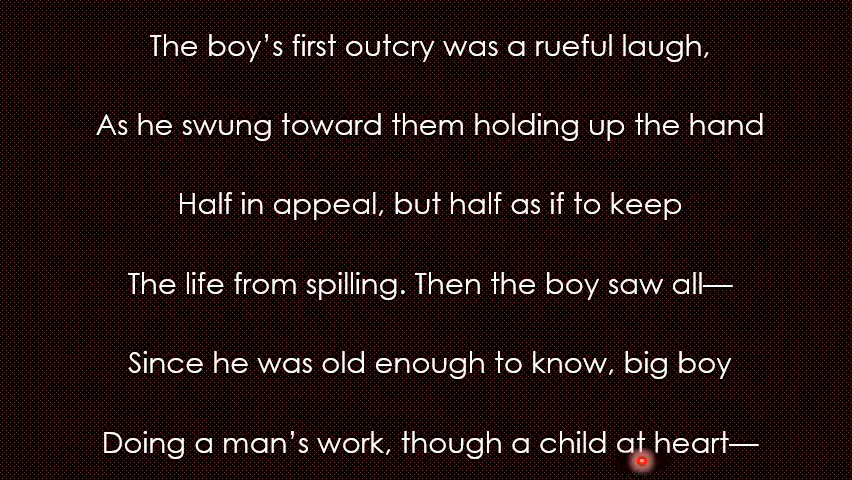 The boy’s first outcry was a rueful laugh,
As he swung toward them holding up the hand
Half in appeal, but half as if to keep
The life from spilling. Then the boy saw all—
Since he was old enough to know, big boy
Doing a man’s work, though a child at heart—